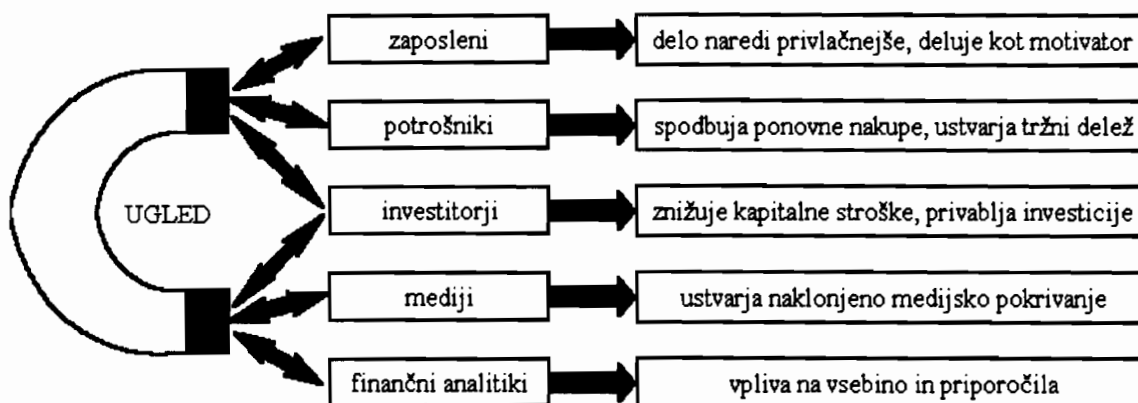 zaposleni
delo naredi privlačnejše, deluje kot motivator
potrošniki
spodbuja ponovne nakupe, ustvarja tržni delež
UGLED
investitorji
znižuje kapitalne stroške, privablja investicije
mediji
ustvarja naklonjeno medijsko pokrivanje
finančni analitiki
vpliva na vsebino in priporočila